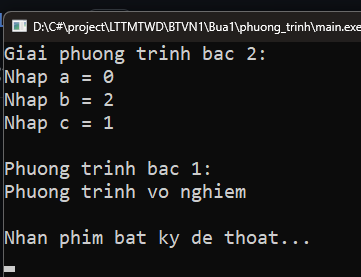 D:\C#\project\LTTMTWD\BTVN1\Bua1\phuong_trinh\main.exe
Giai phuong trinh bac 2:
Nhap a = 0
Nhap b = 2
Nhap c = 1
Phuong trinh bac 1:
Phuong trinh vo nghiem
Nhan phim bat ky de thoat...